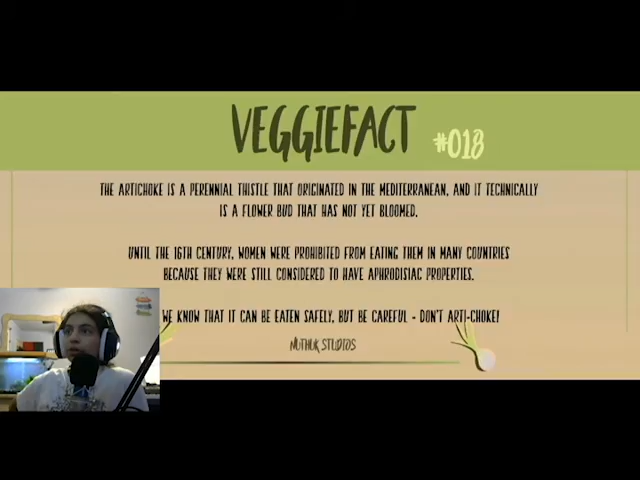 VEGGIEFACT #018
THE ARTICHOKE IS A PERENNIAL THISTLE THAT ORIGINATED IN THE MEDITERRANEAN, AND IT TECHNICALLY
IS A FLOWER BUD THAT HAS NOT YET BLOOMED.
UNTIL THE 16TH CENTURY, WOMEN WERE PROHIBITED FROM EATING THEM IN MANY COUNTRIES
BECAUSE THEY WERE STILL CONSIDERED TO HAVE APHRODISIAC PROPERTIES.
WE KNOW THAT IT CAN BE EATEN SAFELY, BUT BE CAREFUL - DON'T ARTI-CHOKE!
STUDIOS